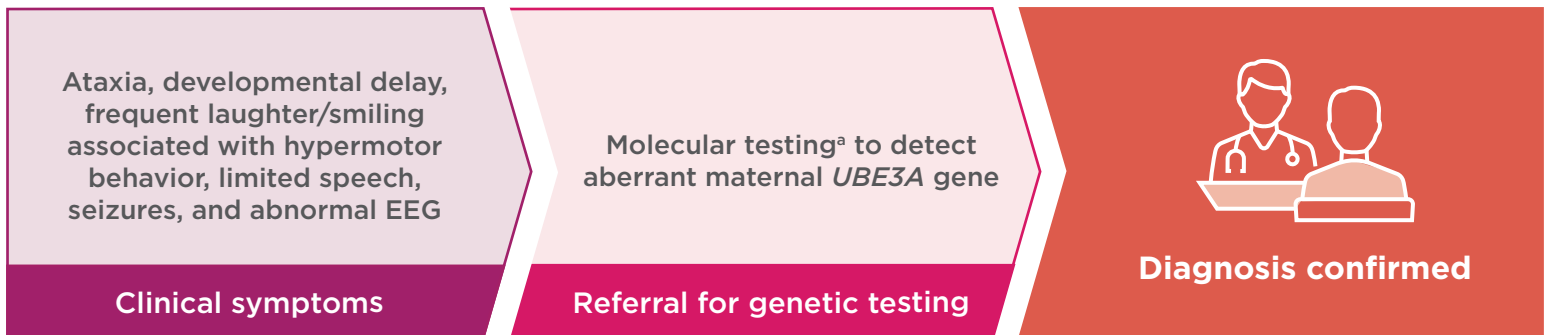 Ataxia, developmental delay,
frequent laughter/smiling
associated with hypermotor
behavior, limited speech,
seizures, and abnormal EEG
Clinical symptoms
Molecular testingᵃ to detect
aberrant maternal UBE3A gene
Referral for genetic testing
Diagnosis confirmed